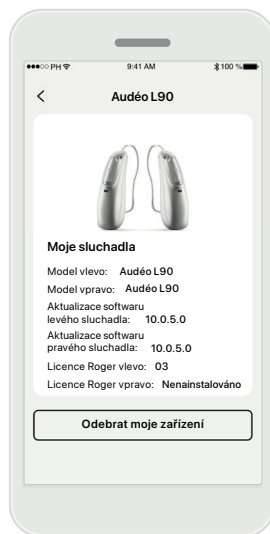 PH 9:41 AM 100 %
Audéo L90
Moje sluchadla
Model vlevo: Audéo L90
Model vpravo: Audéo L90
Aktualizace softwaru
levého sluchadla: 10.0.5.0
Aktualizace softwaru
pravého sluchadla: 10.0.5.0
Licence Roger vlevo: 03
Licence Roger vpravo: Nenainstalováno
Odebrat moje zařízení